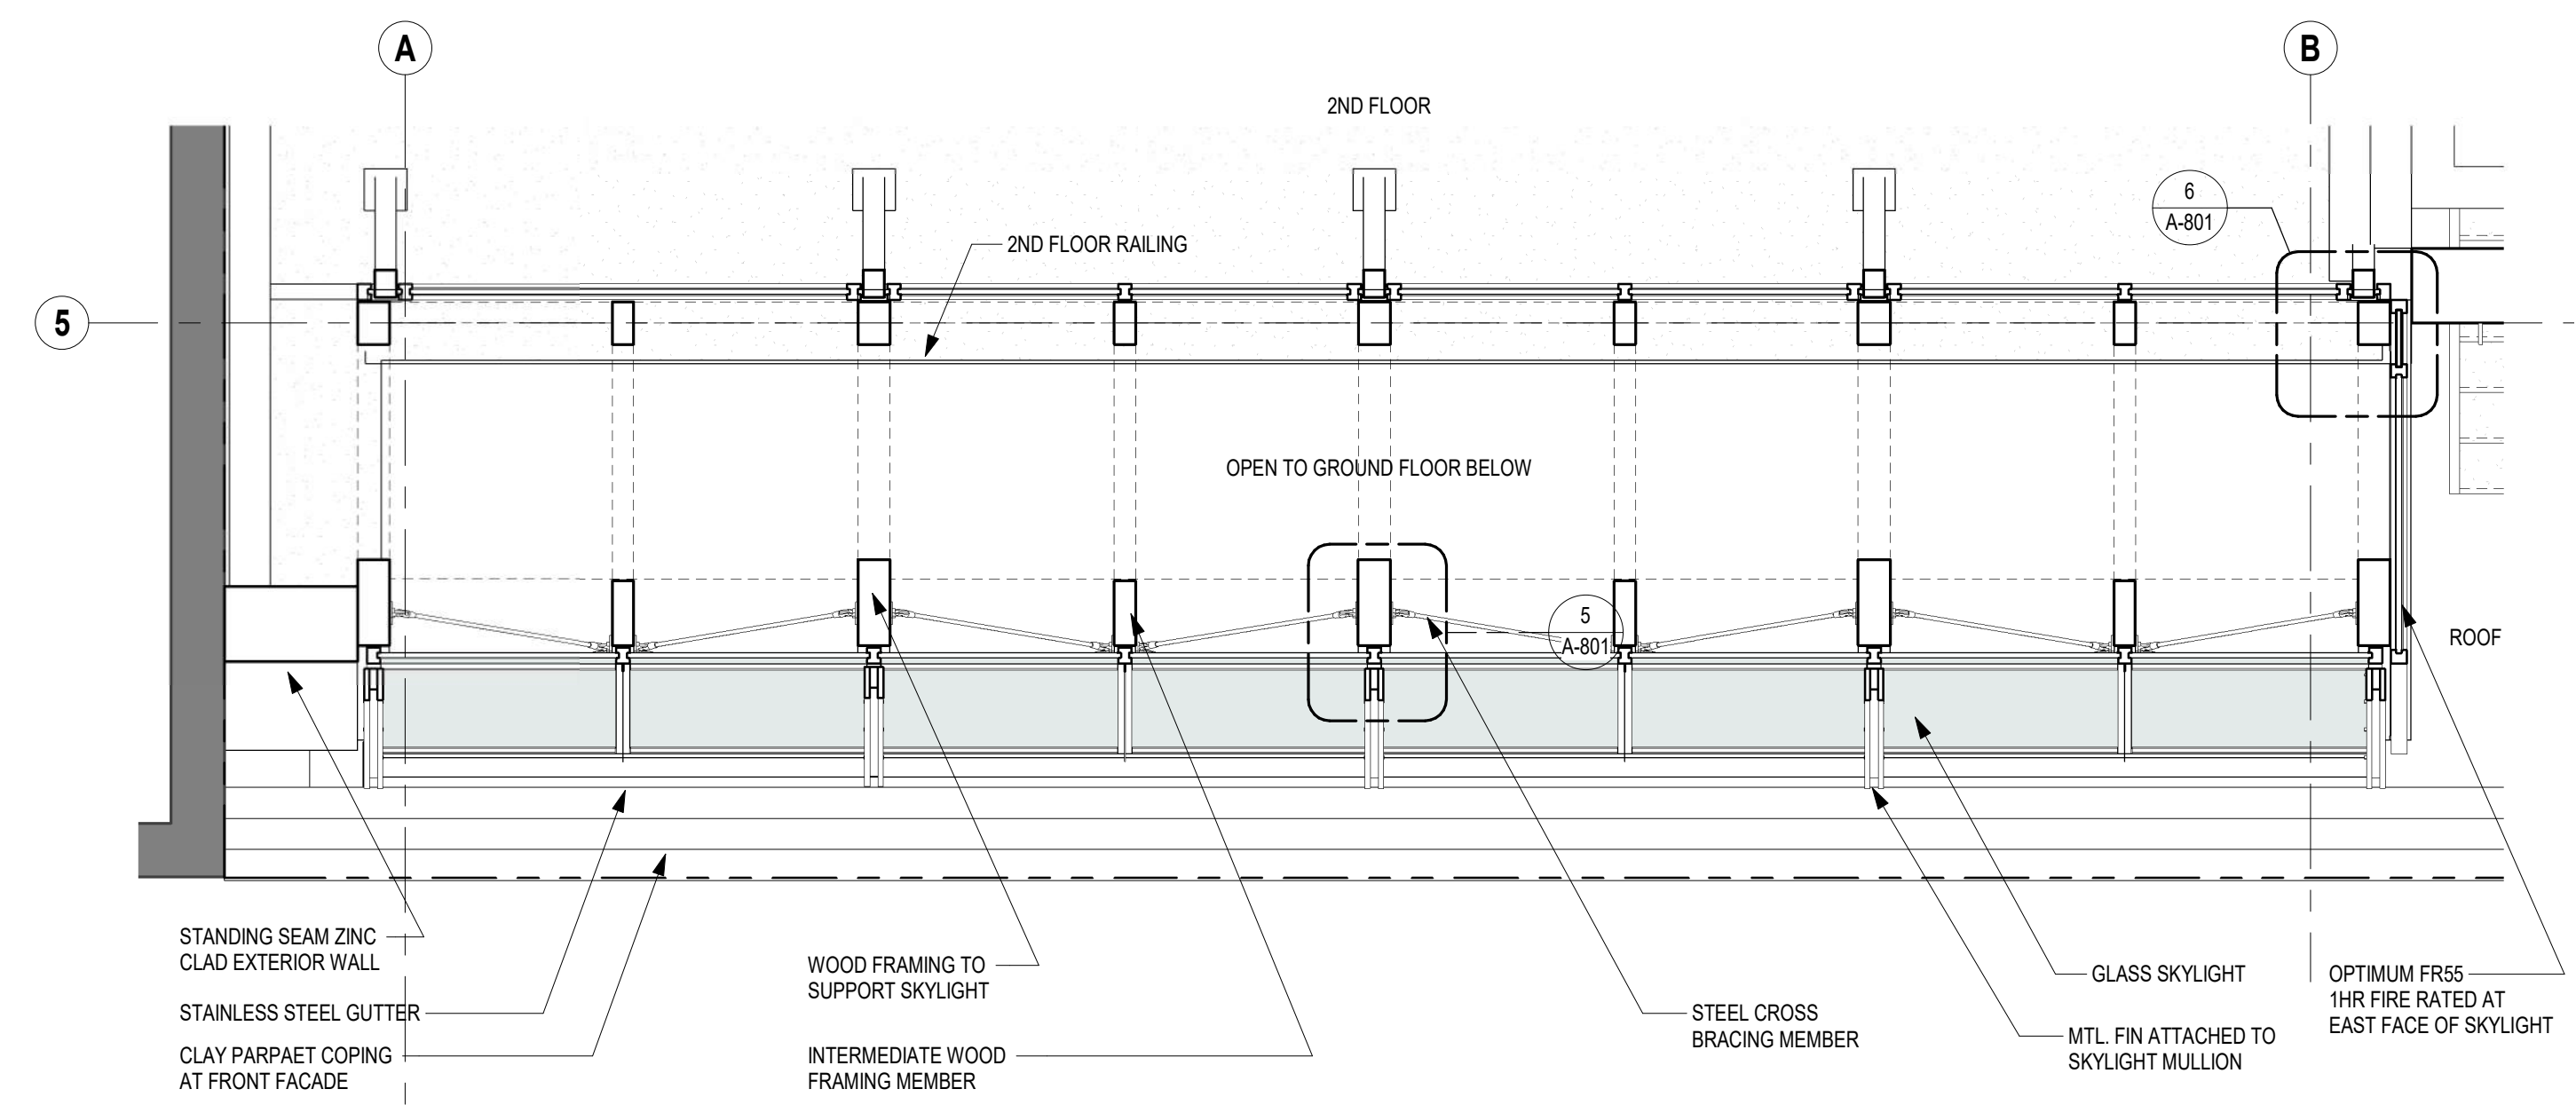 A
B
2ND FLOOR
6
A-801
2ND FLOOR RAILING
5
OPEN TO GROUND FLOOR BELOW
5
A-801
ROOF
STANDING SEAM ZINC
CLAD EXTERIOR WALL
STAINLESS STEEL GUTTER
CLAY PARPAET COPING
AT FRONT FACADE
WOOD FRAMING TO
SUPPORT SKYLIGHT
INTERMEDIATE WOOD
FRAMING MEMBER
STEEL CROSS
BRACING MEMBER
GLASS SKYLIGHT
MTL. FIN ATTACHED TO
SKYLIGHT MULLION
OPTIMUM FR55
1HR FIRE RATED AT
EAST FACE OF SKYLIGHT